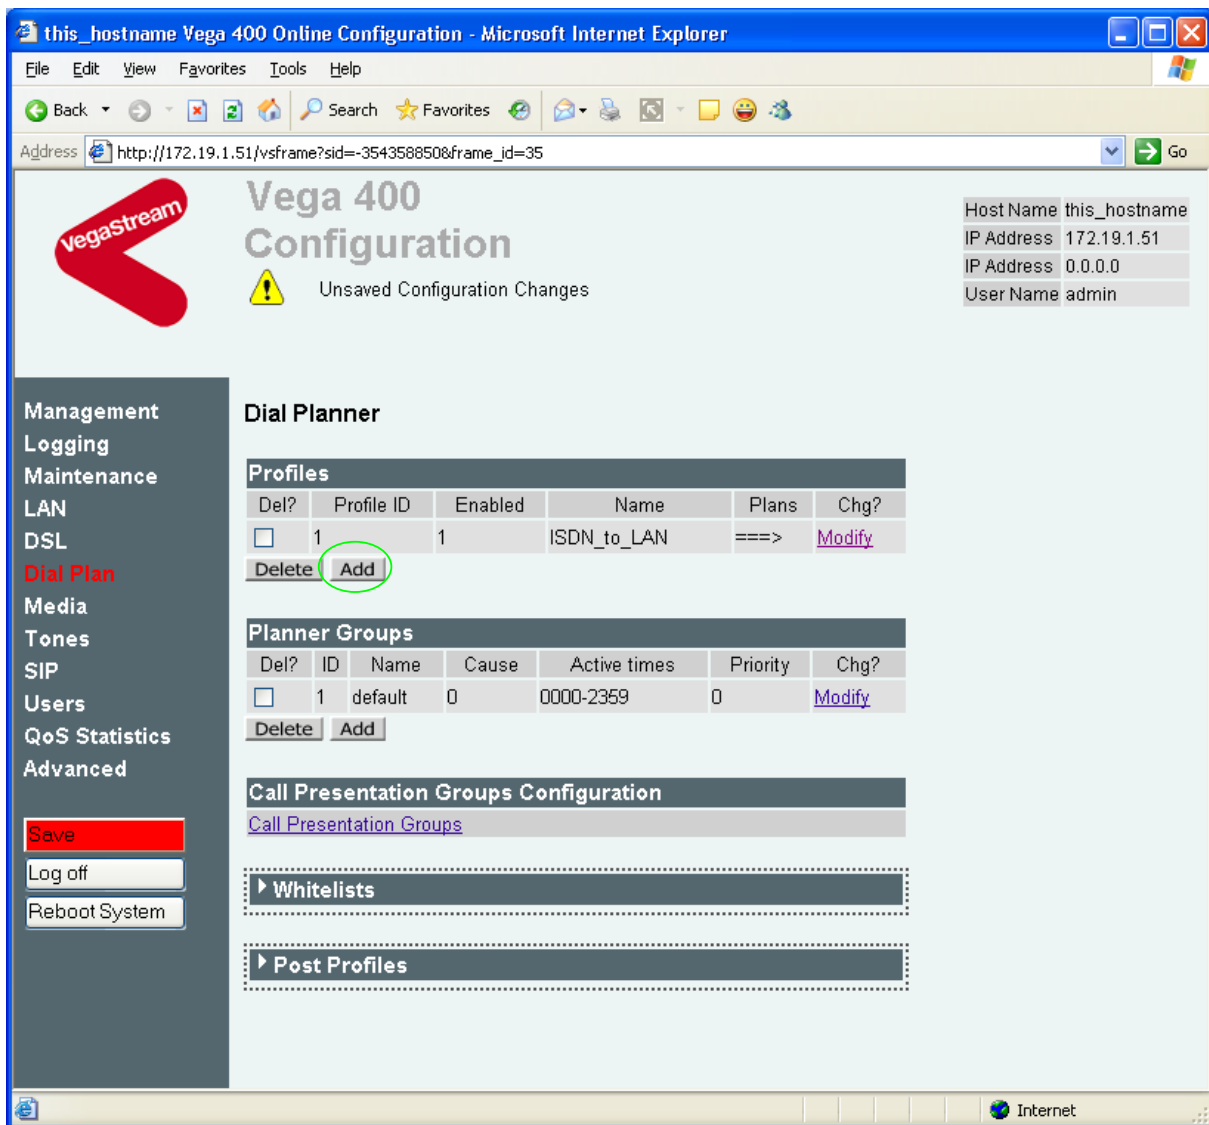 this_hostname Vega 400 Online Configuration - Microsoft Internet Explorer
File Edit View Favorites Tools Help
Back Search Favorites
Address http://172.19.1.51/vsframe?sid=-354358850&frame_id=35 Go
VegaStream
Vega 400
Configuration
Unsaved Configuration Changes
Host Name this_hostname
IP Address 172.19.1.51
IP Address 0.0.0.0
User Name admin
Management
Logging
Maintenance
LAN
DSL
Dial Plan
Media
Tones
SIP
Users
QoS Statistics
Advanced
Save
Log off
Reboot System
Dial Planner
Profiles
Del? Profile ID Enabled Name Plans Chg?
1 1 ISDN_to_LAN ===> Modify
Delete Add
Planner Groups
Del? ID Name Cause Active times Priority Chg?
1 default 0 0000-2359 0 Modify
Delete Add
Call Presentation Groups Configuration
Call Presentation Groups
Whitelists
Post Profiles
Internet